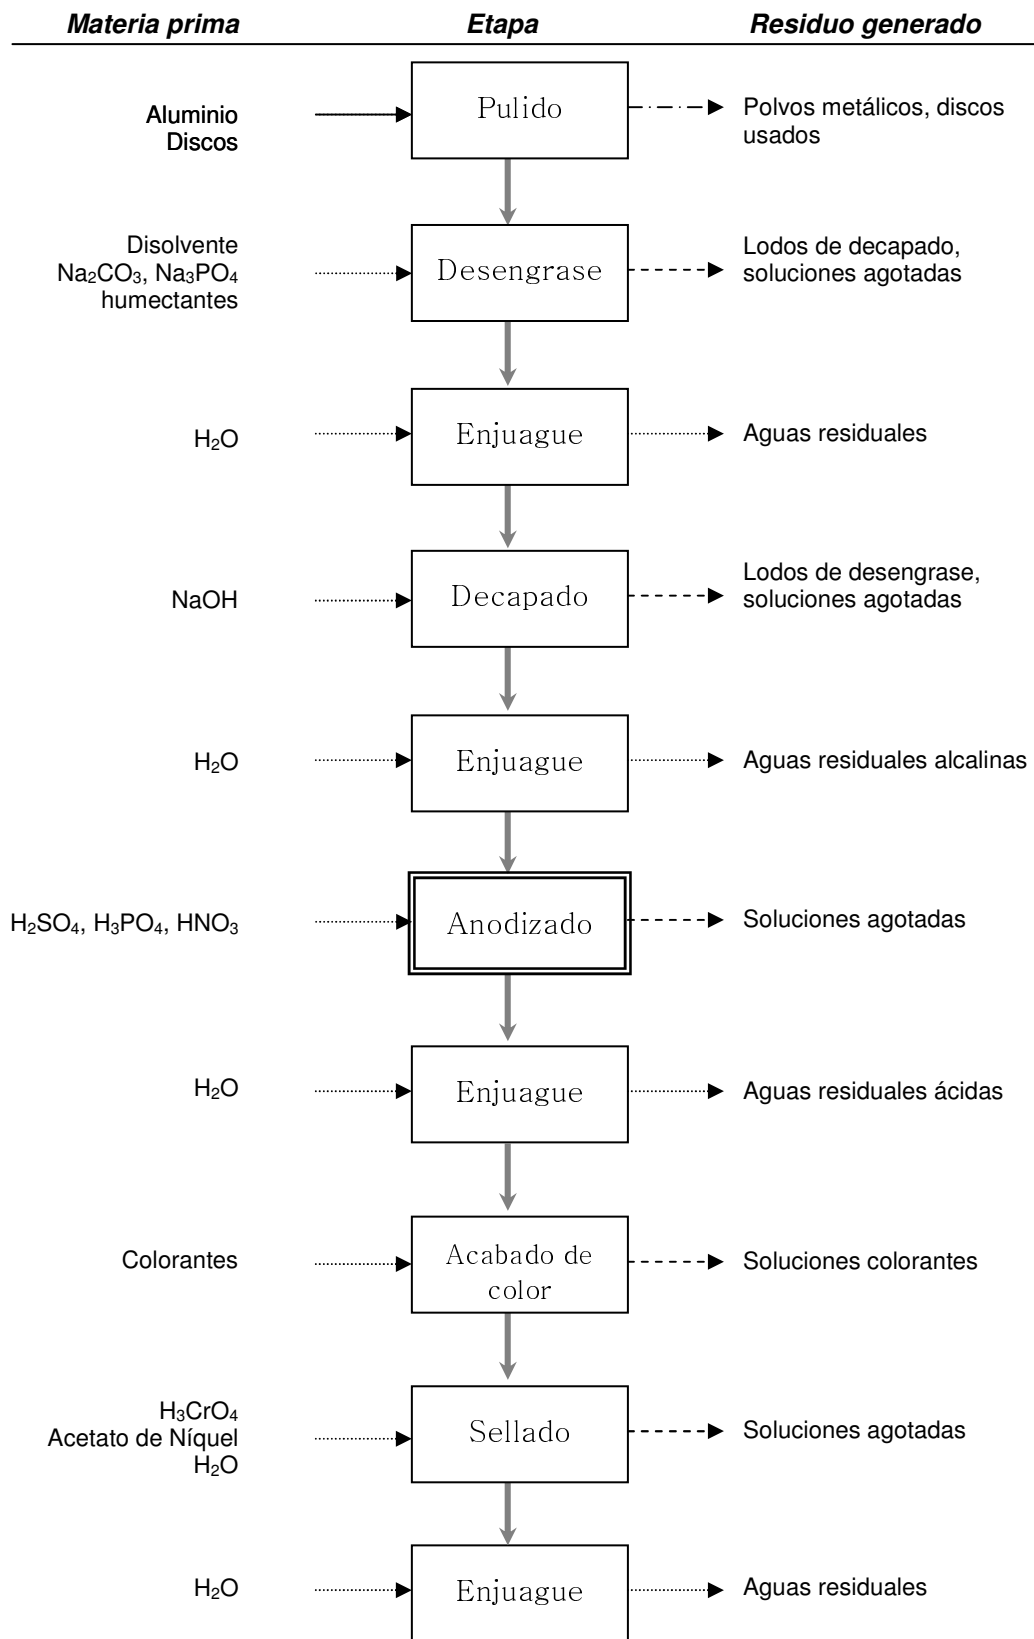 Materia prima Etapa Residuo generado
Aluminio
Discos
Pulido
Polvos metálicos, discos
usados
Disolvente
Na₂CO₃, Na₃PO₄
humectantes
Desengrase
Lodos de decapado,
soluciones agotadas
H₂O
Enjuague
Aguas residuales
NaOH
Decapado
Lodos de desengrase,
soluciones agotadas
H₂O
Enjuague
Aguas residuales alcalinas
H₂SO₄, H₃PO₄, HNO₃
Anodizado
Soluciones agotadas
H₂O
Enjuague
Aguas residuales ácidas
Colorantes
Acabado de
color
Soluciones colorantes
H₃CrO₄
Acetato de Níquel
H₂O
Sellado
Soluciones agotadas
H₂O
Enjuague
Aguas residuales